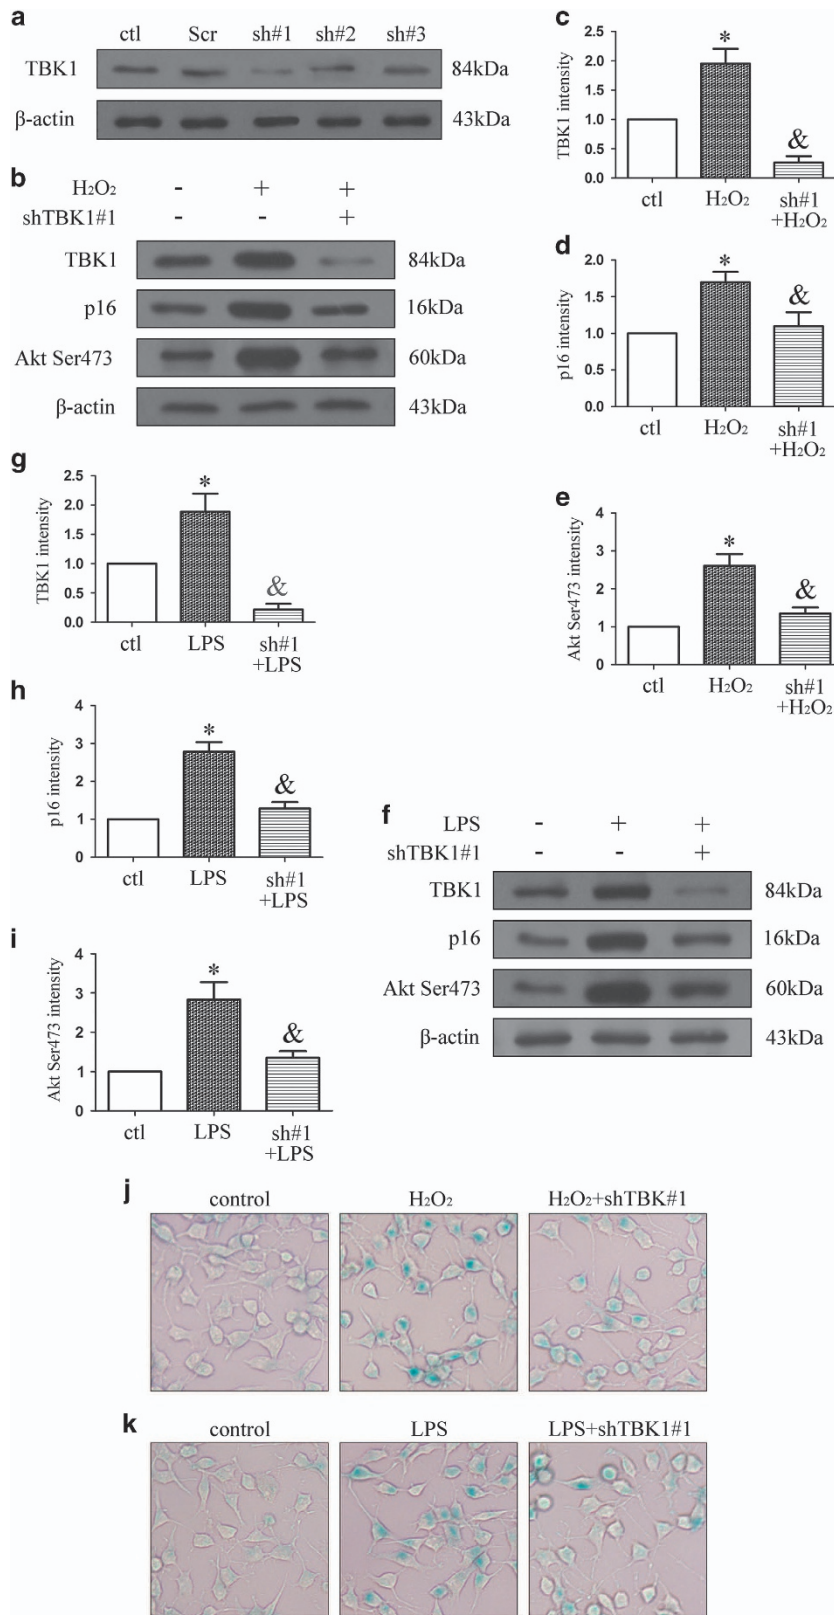 a
ctl Scr sh#1 sh#2 sh#3
TBK1 84kDa
β-actin 43kDa
b
H₂O₂ - + +
shTBK1#1 - - +
TBK1 84kDa
p16 16kDa
Akt Ser473 60kDa
β-actin 43kDa
c
TBK1 intensity
2.5
2.0
1.5
1.0
0.5
0.0
*
&
ctl H₂O₂ sh#1
+H₂O₂
d
p16 intensity
2.0
1.5
1.0
0.5
0.0
*
&
ctl H₂O₂ sh#1
+H₂O₂
g
TBK1 intensity
2.5
2.0
1.5
1.0
0.5
0.0
*
&
ctl LPS sh#1
+LPS
e
Akt Ser473 intensity
4
3
2
1
0
*
&
ctl H₂O₂ sh#1
+H₂O₂
h
p16 intensity
4
3
2
1
0
*
&
ctl LPS sh#1
+LPS
f
LPS - + +
shTBK1#1 - - +
TBK1 84kDa
p16 16kDa
Akt Ser473 60kDa
β-actin 43kDa
i
Akt Ser473 intensity
4
3
2
1
0
*
&
ctl LPS sh#1
+LPS
j
control H₂O₂ H₂O₂+shTBK#1
k
control LPS LPS+shTBK1#1